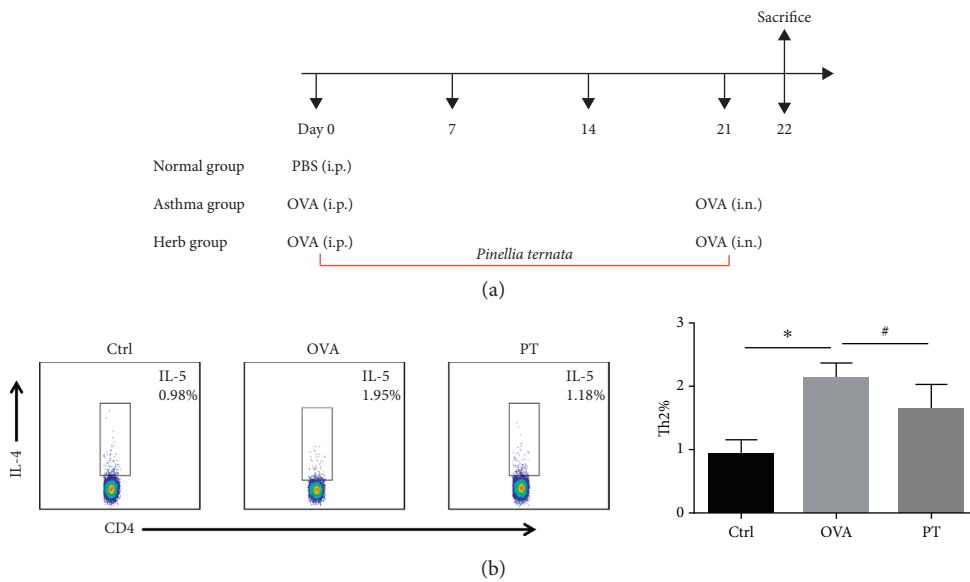 Sacrifice
Day 0 7 14 21 22
Normal group PBS (i.p.)
Asthma group OVA (i.p.) OVA (i.n.)
Herb group OVA (i.p.) OVA (i.n.)
Pinellia ternata
(a)
Ctrl OVA PT
IL-5 IL-5 IL-5
0.98% 1.95% 1.18%
IL-4
CD4
3
2
1
0
Th2%
* #
Ctrl OVA PT
(b)